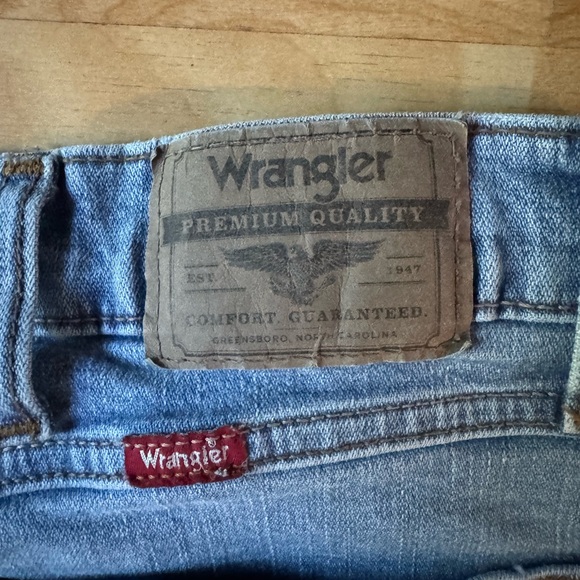 Wrangler
PREMIUM QUALITY
EST. 1947
COMFORT. GUARANTEED.
GREENSBORO, NORTH CAROLINA
Wrangler®